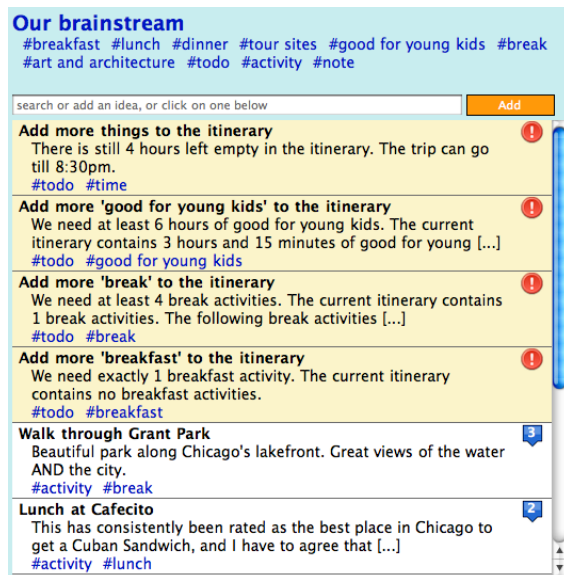 Our brainstream
#breakfast #lunch #dinner #tour sites #good for young kids #break
#art and architecture #todo #activity #note
search or add an idea, or click on one below
Add
Add more things to the itinerary
There is still 4 hours left empty in the itinerary. The trip can go
till 8:30pm.
#todo #time
Add more 'good for young kids' to the itinerary
We need at least 6 hours of good for young kids. The current
itinerary contains 3 hours and 15 minutes of good for young [...]
#todo #good for young kids
Add more 'break' to the itinerary
We need at least 4 break activities. The current itinerary contains
1 break activities. The following break activities [...]
#todo #break
Add more 'breakfast' to the itinerary
We need exactly 1 breakfast activity. The current itinerary
contains no breakfast activities.
#todo #breakfast
Walk through Grant Park
3
Beautiful park along Chicago's lakefront. Great views of the water
AND the city.
#activity #break
Lunch at Cafecito
2
This has consistently been rated as the best place in Chicago to
get a Cuban Sandwich, and I have to agree that [...]
#activity #lunch